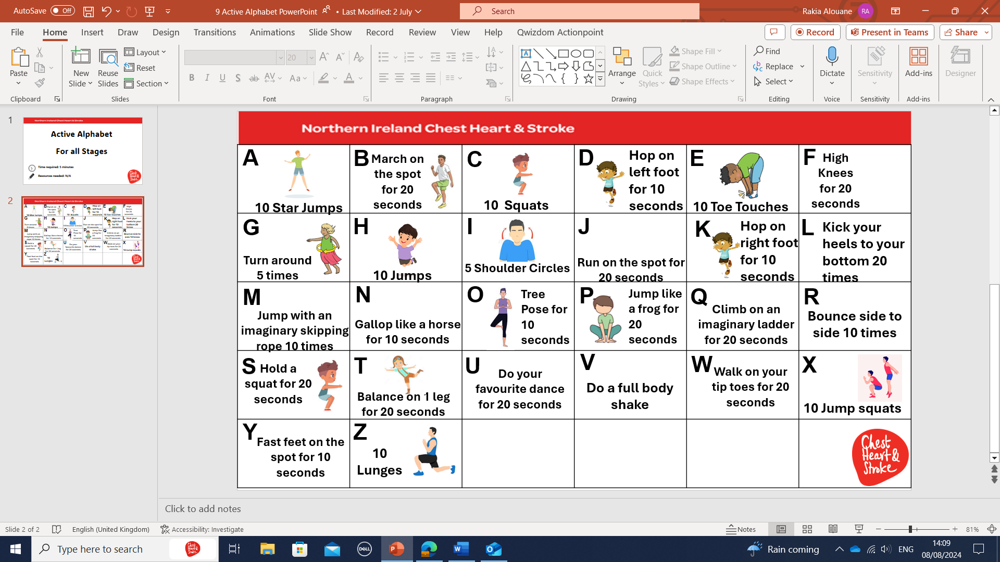 AutoSave Off
9 Active Alphabet PowerPoint • Last Modified: 2 July
Search
Rakia Alouane RA
File Home Insert Draw Design Transitions Animations Slide Show Record Review View Help Qwizdom Actionpoint
Record Present in Teams Share
Paste
New Slide
Reuse Slides
Layout
Reset
Section
20
B I U S ab AV Aa A
Arrange
Quick Styles
Shape Fill
Shape Outline
Shape Effects
Find
Replace
Select
Dictate
Sensitivity
Add-ins
Designer
Clipboard Slides Font Paragraph Drawing Editing Voice Sensitivity Add-ins
1
Northern Ireland Chest Heart & Stroke
Active Alphabet
For all Stages
Time required: 5 minutes
Resources needed: N/A
2
Northern Ireland Chest Heart & Stroke
A
10 Star Jumps
B
March on
the spot
for 20
seconds
C
10 Squats
D
Hop on
left foot
for 10
seconds
E
10 Toe Touches
F
High
Knees
for 20
seconds
G
Turn around
5 times
H
10 Jumps
I
5 Shoulder Circles
J
Run on the spot for
20 seconds
K
Hop on
right foot
for 10
seconds
L
Kick your
heels to your
bottom 20
times
M
Jump with an
imaginary skipping
rope 10 times
N
Gallop like a horse
for 10 seconds
O
Tree
Pose for
10
seconds
P
Jump like
a frog for
20
seconds
Q
Climb on an
imaginary ladder
for 20 seconds
R
Bounce side to
side 10 times
S
Hold a
squat for 20
seconds
T
Balance on 1 leg
for 20 seconds
U
Do your
favourite dance
for 20 seconds
V
Do a full body
shake
W
Walk on your
tip toes for 20
seconds
X
10 Jump squats
Y
Fast feet on the
spot for 10
seconds
Z
10
Lunges
Chest
Heart &
Stroke
Click to add notes
Slide 2 of 2 English (United Kingdom) Accessibility: Investigate
Notes 81%
Type here to search
Rain coming
ENG
14:09
08/08/2024